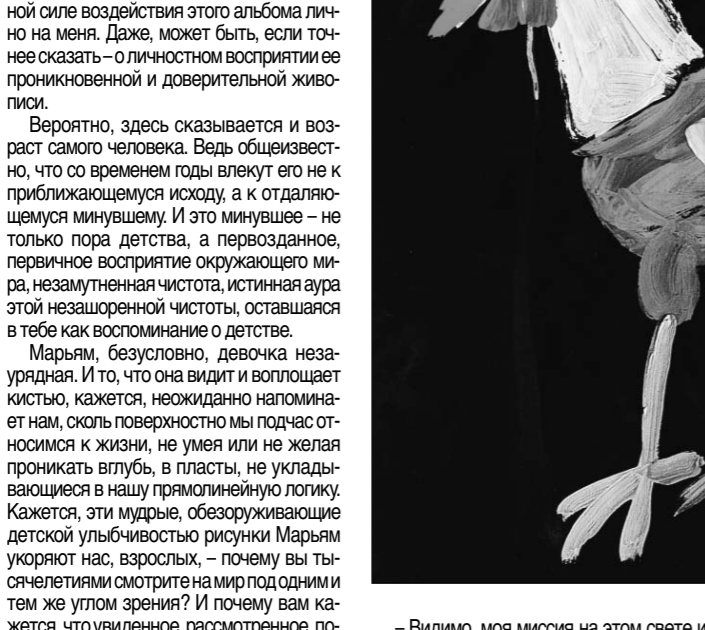 ной силе воздействия этого альбома лич-
но на меня. Даже, может быть, если точ-
нее сказать – о личностном восприятии ее
проникновенной и доверительной живо-
писи.
Вероятно, здесь сказывается и воз-
раст самого человека. Ведь общеизвест-
но, что со временем годы влекут его не к
приближающемуся исходу, а к отдаляю-
щемуся минувшему. И это минувшее – не
только пора детства, а первозданное,
первичное восприятие окружающего ми-
ра, незамутненная чистота, истинная аура
этой незашоренной чистоты, оставшаяся
в тебе как воспоминание о детстве.
Марьям, безусловно, девочка неза-
урядная. И то, что она видит и воплощает
кистью, кажется, неожиданно напомина-
ет нам, сколь поверхностно мы подчас от-
носимся к жизни, не умея или не желая
проникать вглубь, в пласты, не уклады-
вающиеся в нашу прямолинейную логику.
Кажется, эти мудрые, обезоруживающие
детской улыбчивостью рисунки Марьям
укоряют нас, взрослых, – почему вы ты-
сячелетиями смотрите на мир под одним и
тем же углом зрения? И почему вам ка-
жется, что увиденное, рассмотренное, по-
– Видимо, моя миссия на этом свете и